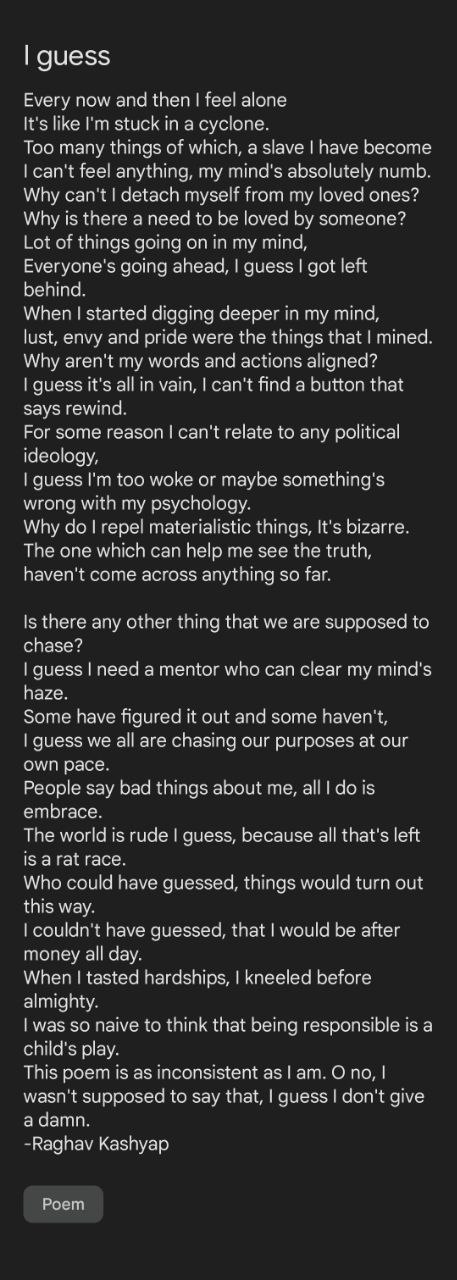 I guess
Every now and then I feel alone
It's like I'm stuck in a cyclone.
Too many things of which, a slave I have become
I can't feel anything, my mind's absolutely numb.
Why can't I detach myself from my loved ones?
Why is there a need to be loved by someone?
Lot of things going on in my mind,
Everyone's going ahead, I guess I got left
behind.
When I started digging deeper in my mind,
lust, envy and pride were the things that I mined.
Why aren't my words and actions aligned?
I guess it's all in vain, I can't find a button that
says rewind.
For some reason I can't relate to any political
ideology,
I guess I'm too woke or maybe something's
wrong with my psychology.
Why do I repel materialistic things, It's bizarre.
The one which can help me see the truth,
haven't come across anything so far.

Is there any other thing that we are supposed to
chase?
I guess I need a mentor who can clear my mind's
haze.
Some have figured it out and some haven't,
I guess we all are chasing our purposes at our
own pace.
People say bad things about me, all I do is
embrace.
The world is rude I guess, because all that's left
is a rat race.
Who could have guessed, things would turn out
this way.
I couldn't have guessed, that I would be after
money all day.
When I tasted hardships, I kneeled before
almighty.
I was so naive to think that being responsible is a
child's play.
This poem is as inconsistent as I am. O no, I
wasn't supposed to say that, I guess I don't give
a damn.
-Raghav Kashyap
Poem